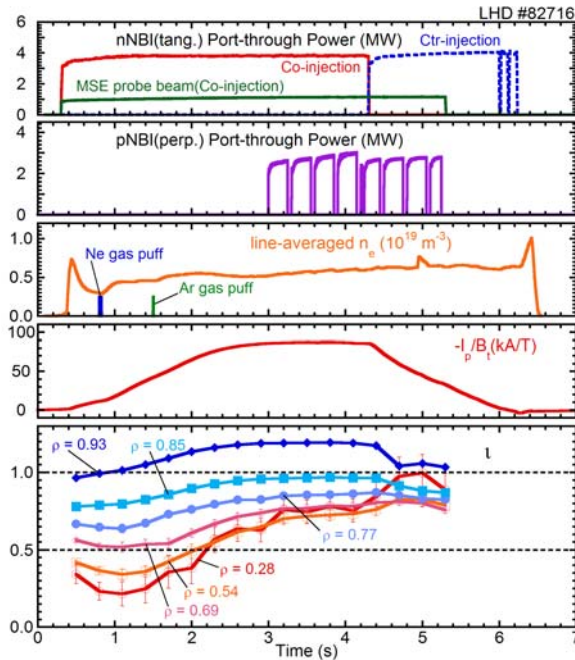 LHD #82716
6
4
2
0
nNBI(tang.) Port-through Power (MW)
Ctr-injection
Co-injection
MSE probe beam(Co-injection)
4
2
0
pNBI(perp.) Port-through Power (MW)
1.0
0.5
0
line-averaged nₑ (10¹⁹ m⁻³)
Ne gas puff
Ar gas puff
100
50
0
-Iₚ/Bₜ(kA/T)
1.0
0.5
0.0
ρ = 0.93
ρ = 0.85
ι
ρ = 0.77
ρ = 0.28
ρ = 0.54
ρ = 0.69
0 1 2 3 4 5 6 7
Time (s)